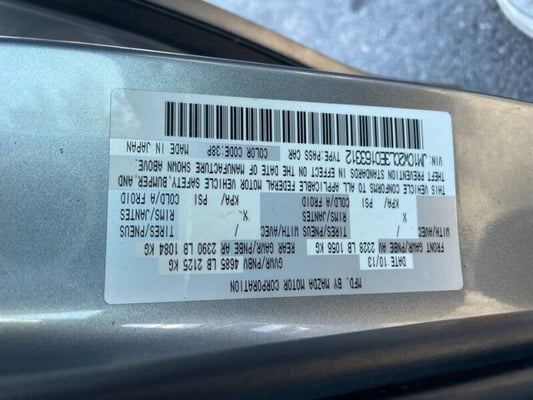 MFD. BY MAZDA MOTOR CORPORATION
DATE 10/13 GVWR/PNBV 4685 LB 2125 KG
FRONT GAWR/PNBE AV 2328 LB 1056 KG REAR GAWR/PNBE AR 2390 LB 1084 KG
WITH/AVEC TIRES/PNEUS WITH/AVEC TIRES/PNEUS
RIMS/JANTES RIMS/JANTES
KPA/ PSI COLD/A FROID KPA/ PSI COLD/A FROID
THIS VEHICLE CONFORMS TO ALL APPLICABLE FEDERAL MOTOR VEHICLE SAFETY, BUMPER, AND
THEFT PREVENTION STANDARDS IN EFFECT ON THE DATE OF MANUFACTURE SHOWN ABOVE.
VIN: JM1CW2CL3E0163312 TYPE:PASS CAR COLOR CODE:38P MADE IN JAPAN